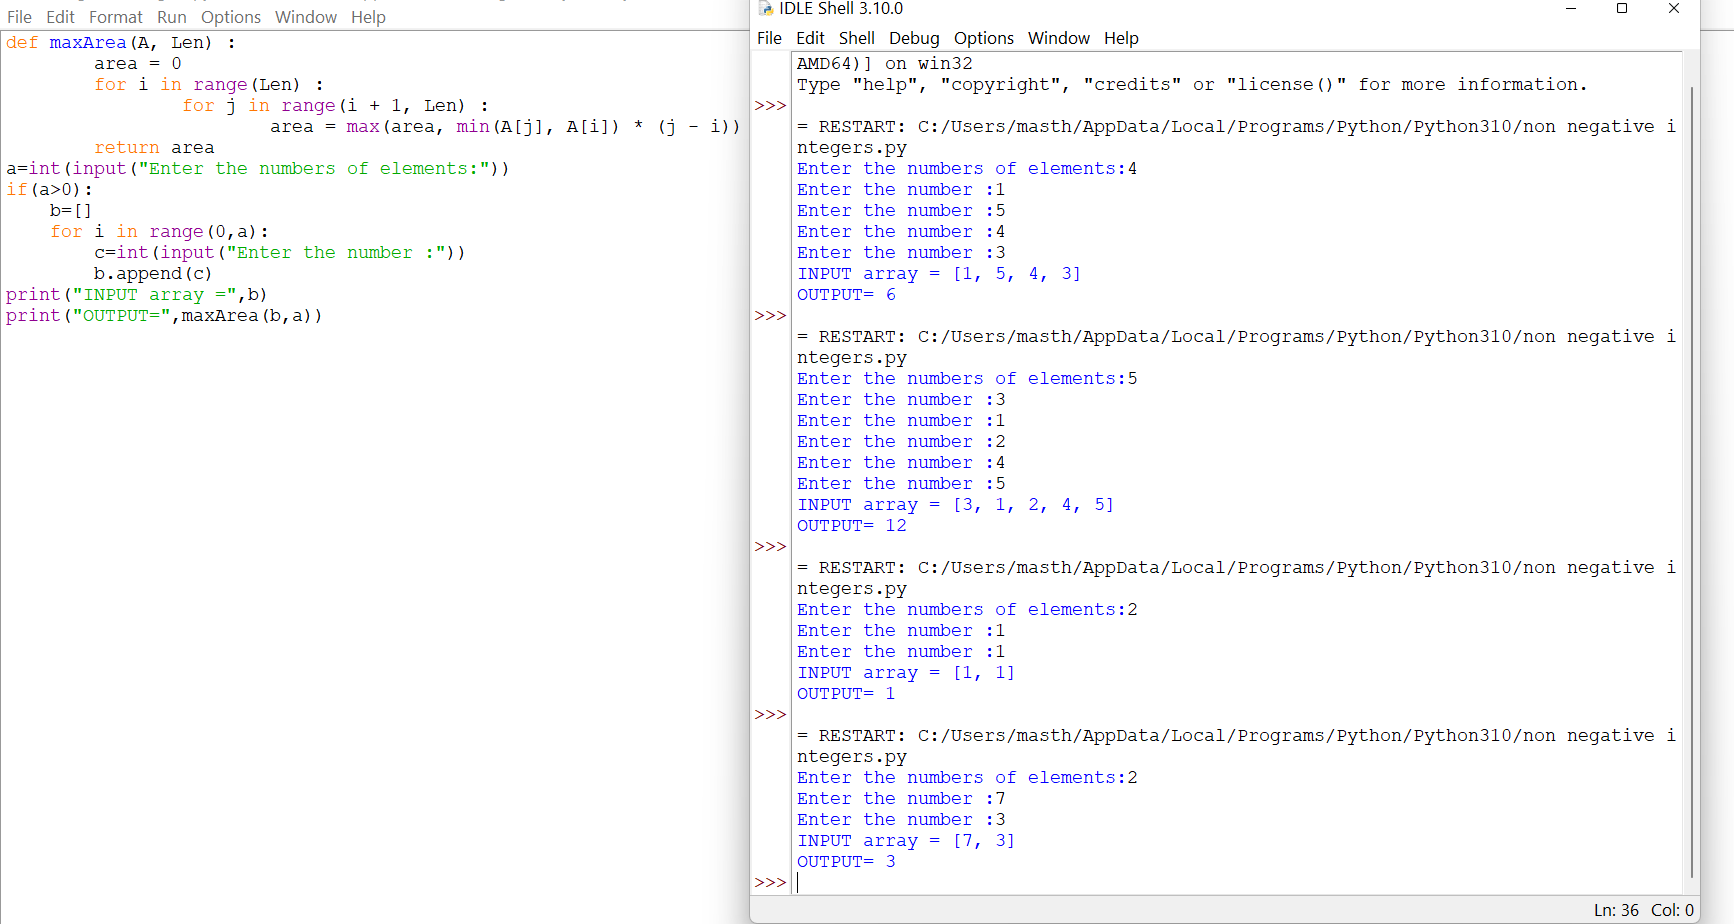 File Edit Format Run Options Window Help
def maxArea(A, Len) :
        area = 0
        for i in range(Len) :
                for j in range(i + 1, Len) :
                        area = max(area, min(A[j], A[i]) * (j - i))
        return area
a=int(input("Enter the numbers of elements:"))
if(a>0):
    b=[]
    for i in range(0,a):
        c=int(input("Enter the number :"))
        b.append(c)
print("INPUT array =",b)
print("OUTPUT=",maxArea(b,a))
IDLE Shell 3.10.0
File Edit Shell Debug Options Window Help
AMD64)] on win32
Type "help", "copyright", "credits" or "license()" for more information.
>>>
= RESTART: C:/Users/masth/AppData/Local/Programs/Python/Python310/non negative i
ntegers.py
Enter the numbers of elements:4
Enter the number :1
Enter the number :5
Enter the number :4
Enter the number :3
INPUT array = [1, 5, 4, 3]
OUTPUT= 6
>>>
= RESTART: C:/Users/masth/AppData/Local/Programs/Python/Python310/non negative i
ntegers.py
Enter the numbers of elements:5
Enter the number :3
Enter the number :1
Enter the number :2
Enter the number :4
Enter the number :5
INPUT array = [3, 1, 2, 4, 5]
OUTPUT= 12
>>>
= RESTART: C:/Users/masth/AppData/Local/Programs/Python/Python310/non negative i
ntegers.py
Enter the numbers of elements:2
Enter the number :1
Enter the number :1
INPUT array = [1, 1]
OUTPUT= 1
>>>
= RESTART: C:/Users/masth/AppData/Local/Programs/Python/Python310/non negative i
ntegers.py
Enter the numbers of elements:2
Enter the number :7
Enter the number :3
INPUT array = [7, 3]
OUTPUT= 3
>>>
Ln: 36 Col: 0